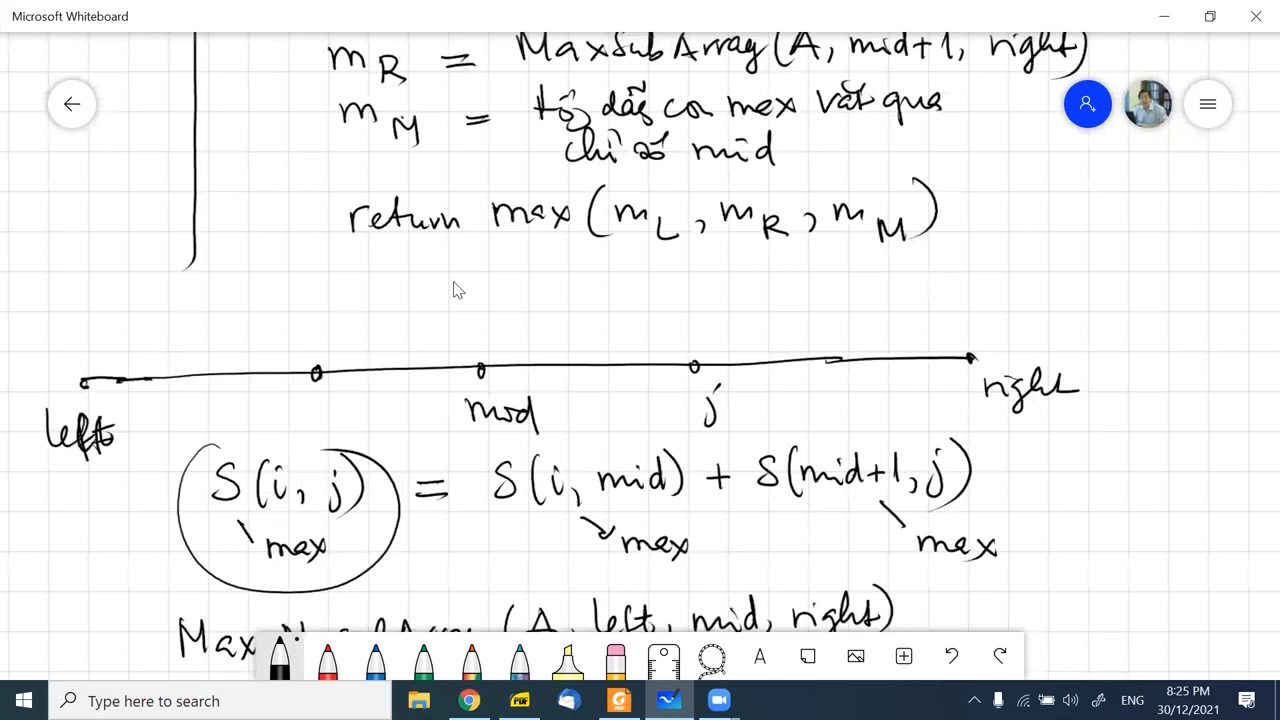 Microsoft Whiteboard
m_R = MaxSubArray(A, mid+1, right)
m_M = tổg dãy con max vắt qua
chỉ số mid
return max(m_L, m_R, m_M)
left mid j right
S(i, j) = S(i, mid) + S(mid+1, j)
max max max
(A, left, mid, right)
Type here to search
PDF
ENG
8:25 PM
30/12/2021